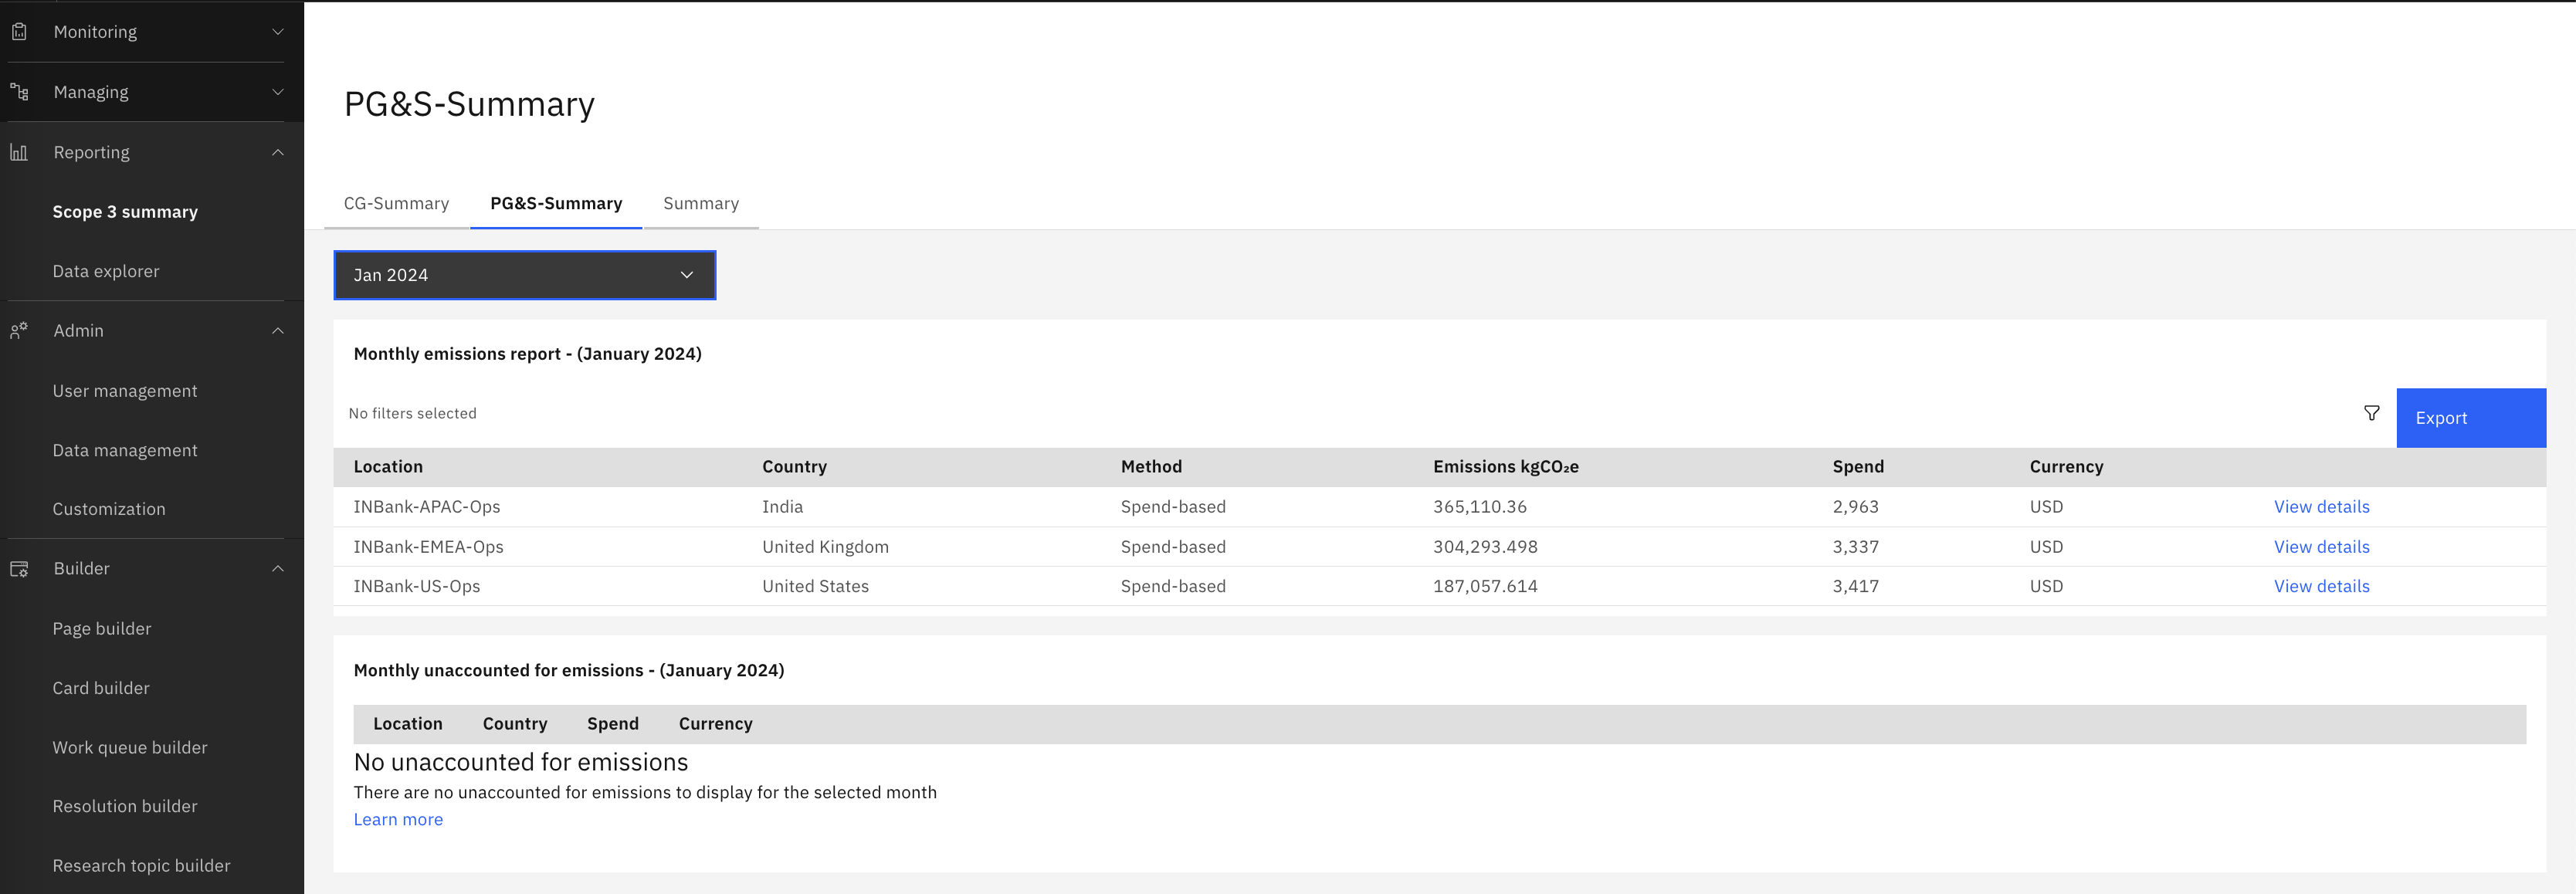 Monitoring
Managing
Reporting
Scope 3 summary
Data explorer
Admin
User management
Data management
Customization
Builder
Page builder
Card builder
Work queue builder
Resolution builder
Research topic builder
PG&S-Summary
CG-Summary PG&S-Summary Summary
Jan 2024
Monthly emissions report - (January 2024)
No filters selected Export
Location Country Method Emissions kgCO₂e Spend Currency
INBank-APAC-Ops India Spend-based 365,110.36 2,963 USD View details
INBank-EMEA-Ops United Kingdom Spend-based 304,293.498 3,337 USD View details
INBank-US-Ops United States Spend-based 187,057.614 3,417 USD View details
Monthly unaccounted for emissions - (January 2024)
Location Country Spend Currency
No unaccounted for emissions
There are no unaccounted for emissions to display for the selected month
Learn more